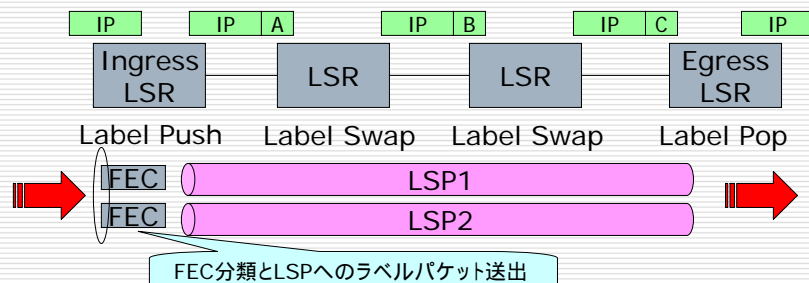 IP IP A IP B IP C IP
Ingress LSR
LSR
LSR
Egress LSR
Label Push Label Swap Label Swap Label Pop
FEC LSP1
FEC LSP2
FEC分類とLSPへのラベルパケット送出